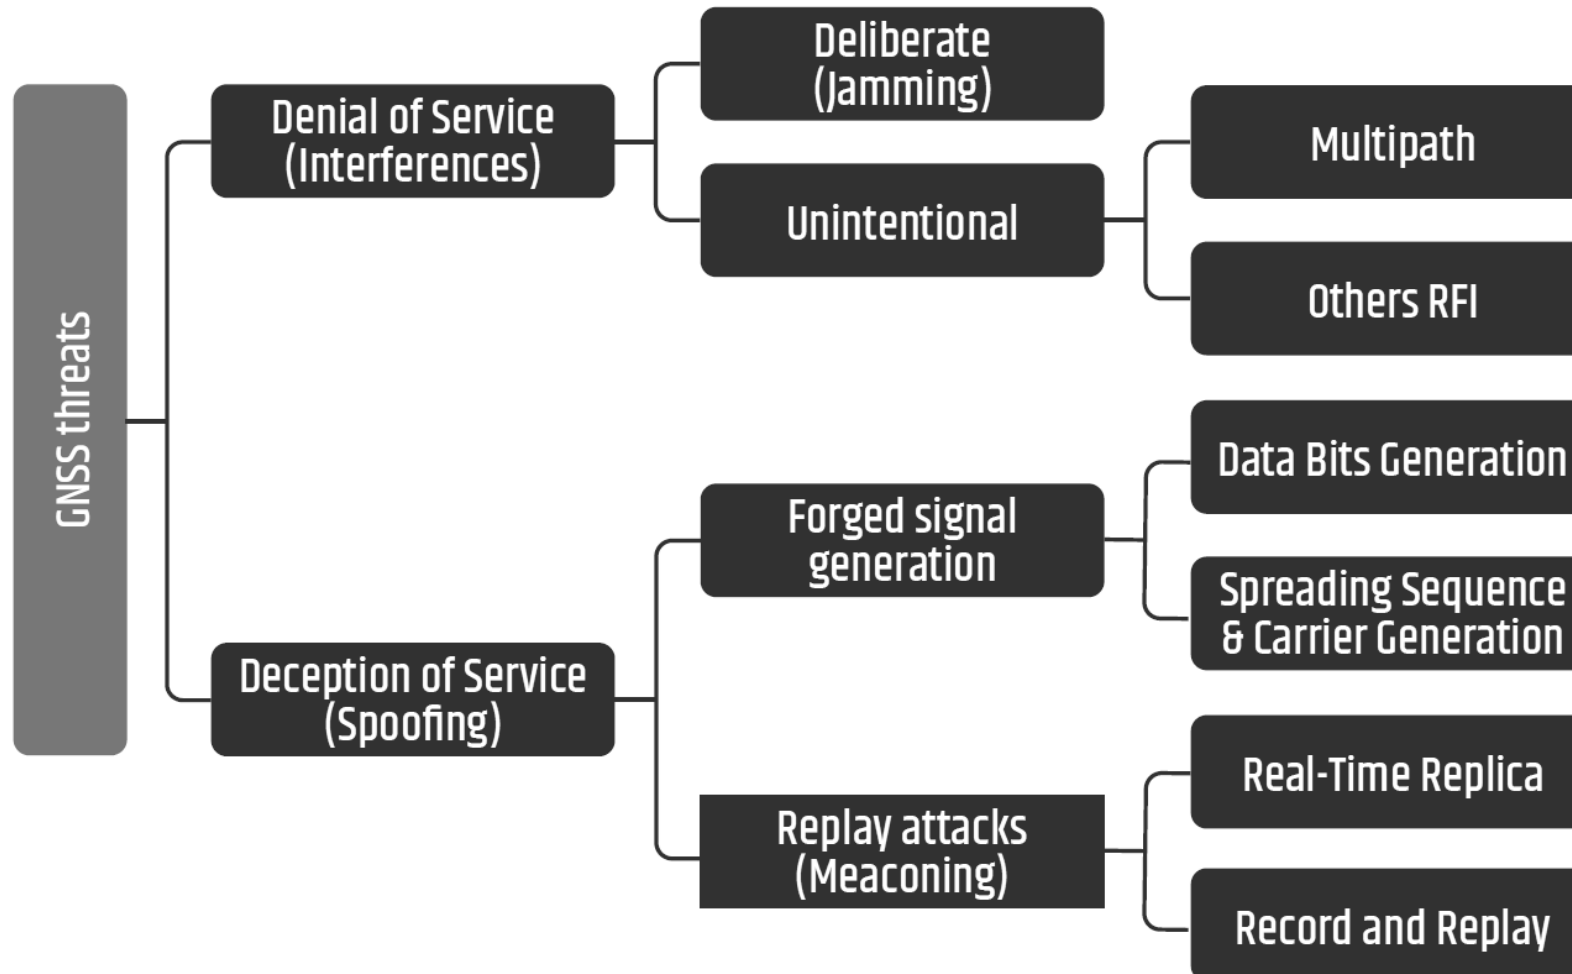 GNSS threats
Denial of Service
(Interferences)
Deliberate
(Jamming)
Unintentional
Multipath
Others RFI
Deception of Service
(Spoofing)
Forged signal
generation
Data Bits Generation
Spreading Sequence
& Carrier Generation
Replay attacks
(Meaconing)
Real-Time Replica
Record and Replay